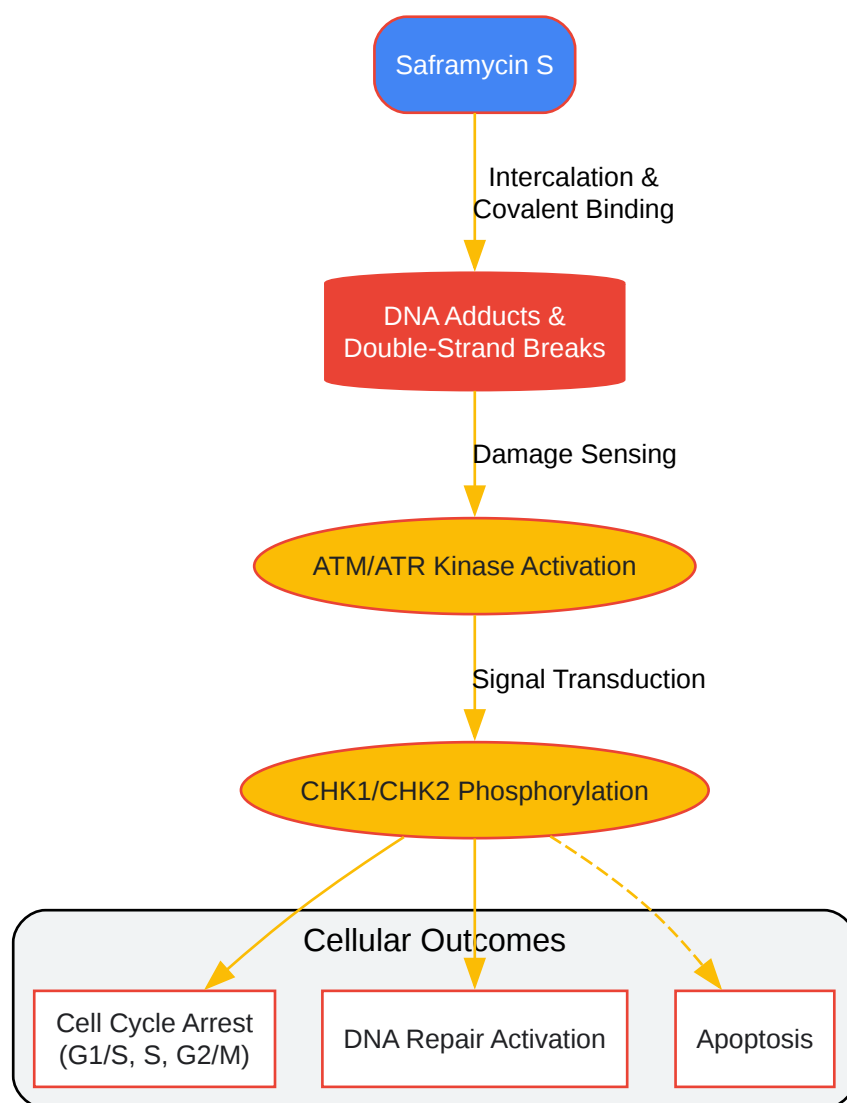 Saframycin S
Intercalation &
Covalent Binding
DNA Adducts &
Double-Strand Breaks
Damage Sensing
ATM/ATR Kinase Activation
Signal Transduction
CHK1/CHK2 Phosphorylation
Cellular Outcomes
Cell Cycle Arrest
(G1/S, S, G2/M)
DNA Repair Activation
Apoptosis